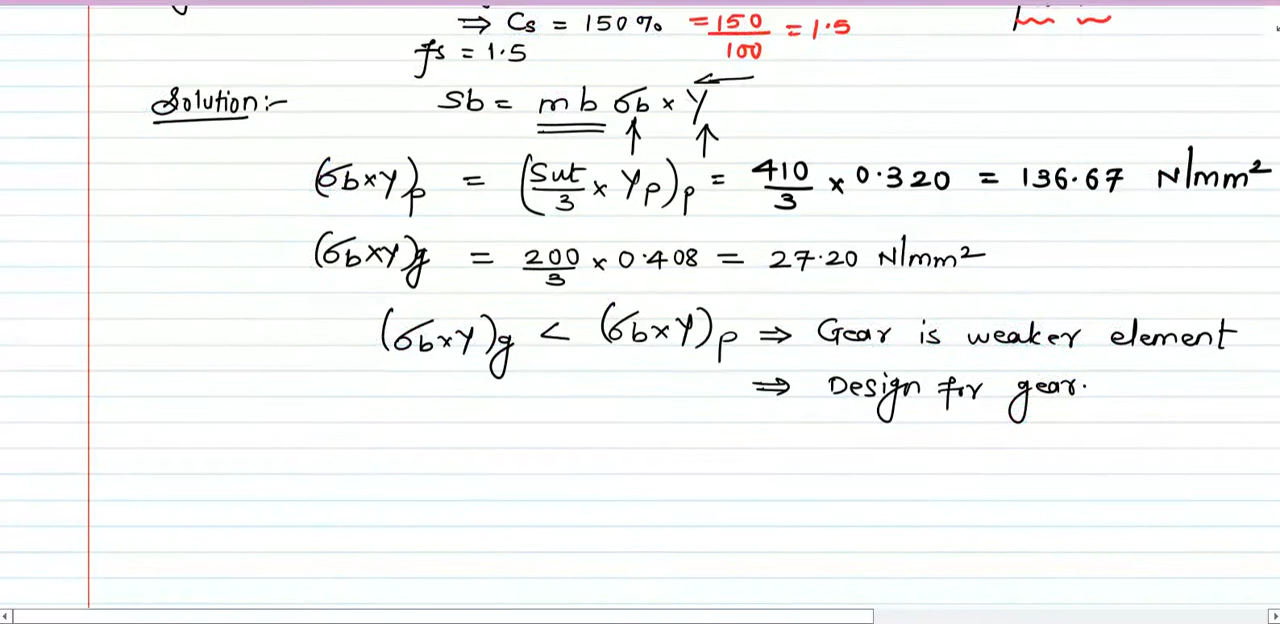 ⇒ Cs = 150% = 150/100 = 1.5
fs = 1.5
Solution:- Sb = m b σb × Y
(σb×Y)p = (Sut/3 × Yp)p = 410/3 × 0.320 = 136.67 N/mm²
(σb×Y)g = 200/3 × 0.408 = 27.20 N/mm²
(σb×Y)g < (σb×Y)p ⇒ Gear is weaker element
⇒ Design for gear.